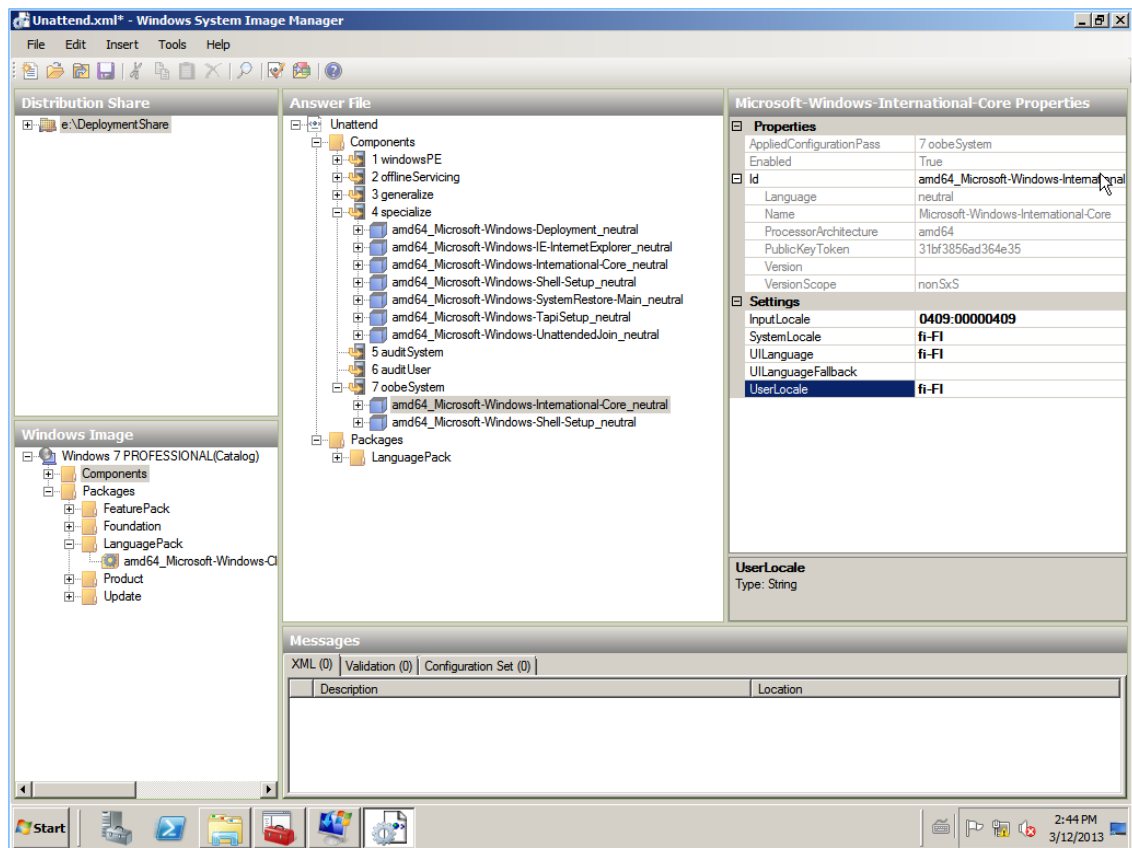 Unattend.xml* - Windows System Image Manager
File Edit Insert Tools Help
Distribution Share
e:\DeploymentShare
Answer File
Unattend
Components
1 windowsPE
2 offlineServicing
3 generalize
4 specialize
amd64_Microsoft-Windows-Deployment_neutral
amd64_Microsoft-Windows-IE-InternetExplorer_neutral
amd64_Microsoft-Windows-International-Core_neutral
amd64_Microsoft-Windows-Shell-Setup_neutral
amd64_Microsoft-Windows-SystemRestore-Main_neutral
amd64_Microsoft-Windows-TapiSetup_neutral
amd64_Microsoft-Windows-UnattendedJoin_neutral
5 auditSystem
6 auditUser
7 oobeSystem
amd64_Microsoft-Windows-International-Core_neutral
amd64_Microsoft-Windows-Shell-Setup_neutral
Packages
LanguagePack
Microsoft-Windows-International-Core Properties
Properties
AppliedConfigurationPass 7 oobeSystem
Enabled True
Id amd64_Microsoft-Windows-International
Language neutral
Name Microsoft-Windows-International-Core
ProcessorArchitecture amd64
PublicKeyToken 31bf3856ad364e35
Version
VersionScope nonSxS
Settings
InputLocale 0409:00000409
SystemLocale fi-FI
UILanguage fi-FI
UILanguageFallback
UserLocale fi-FI
UserLocale
Type: String
Windows Image
Windows 7 PROFESSIONAL(Catalog)
Components
Packages
FeaturePack
Foundation
LanguagePack
amd64_Microsoft-Windows-Cl
Product
Update
Messages
XML (0) Validation (0) Configuration Set (0)
Description Location
Start
2:44 PM
3/12/2013